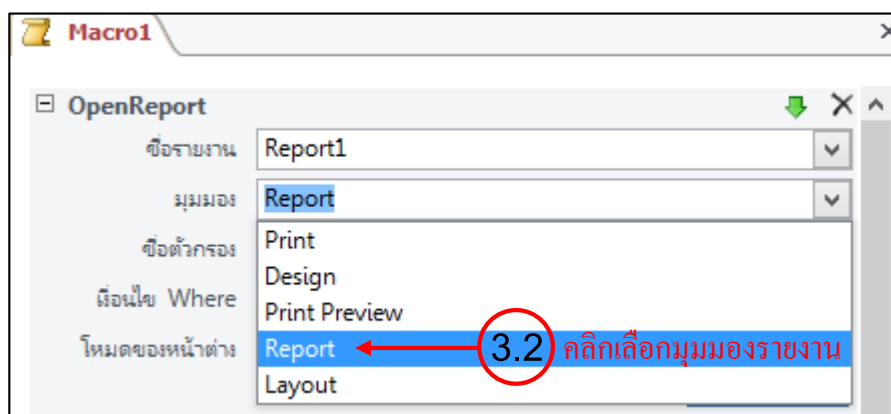 Macro1
OpenReport
ชื่อรายงาน Report1
มุมมอง Report
ชื่อตัวกรอง Print
Design
เงื่อนไข Where Print Preview
โหมดของหน้าต่าง Report 3.2 คลิกเลือกมุมมองรายงาน
Layout